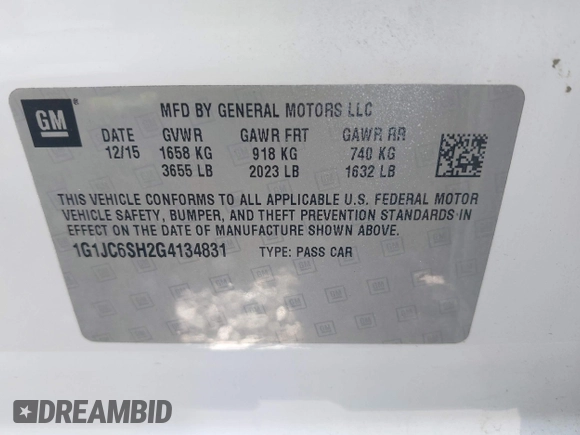 GM ®
MFD BY GENERAL MOTORS LLC
DATE GVWR GAWR FRT GAWR RR
12/15 1658 KG 918 KG 740 KG
3655 LB 2023 LB 1632 LB
THIS VEHICLE CONFORMS TO ALL APPLICABLE U.S. FEDERAL MOTOR
VEHICLE SAFETY, BUMPER, AND THEFT PREVENTION STANDARDS IN
EFFECT ON THE DATE OF MANUFACTURE SHOWN ABOVE.
1G1JC6SH2G4134831 TYPE: PASS CAR
DREAMBID